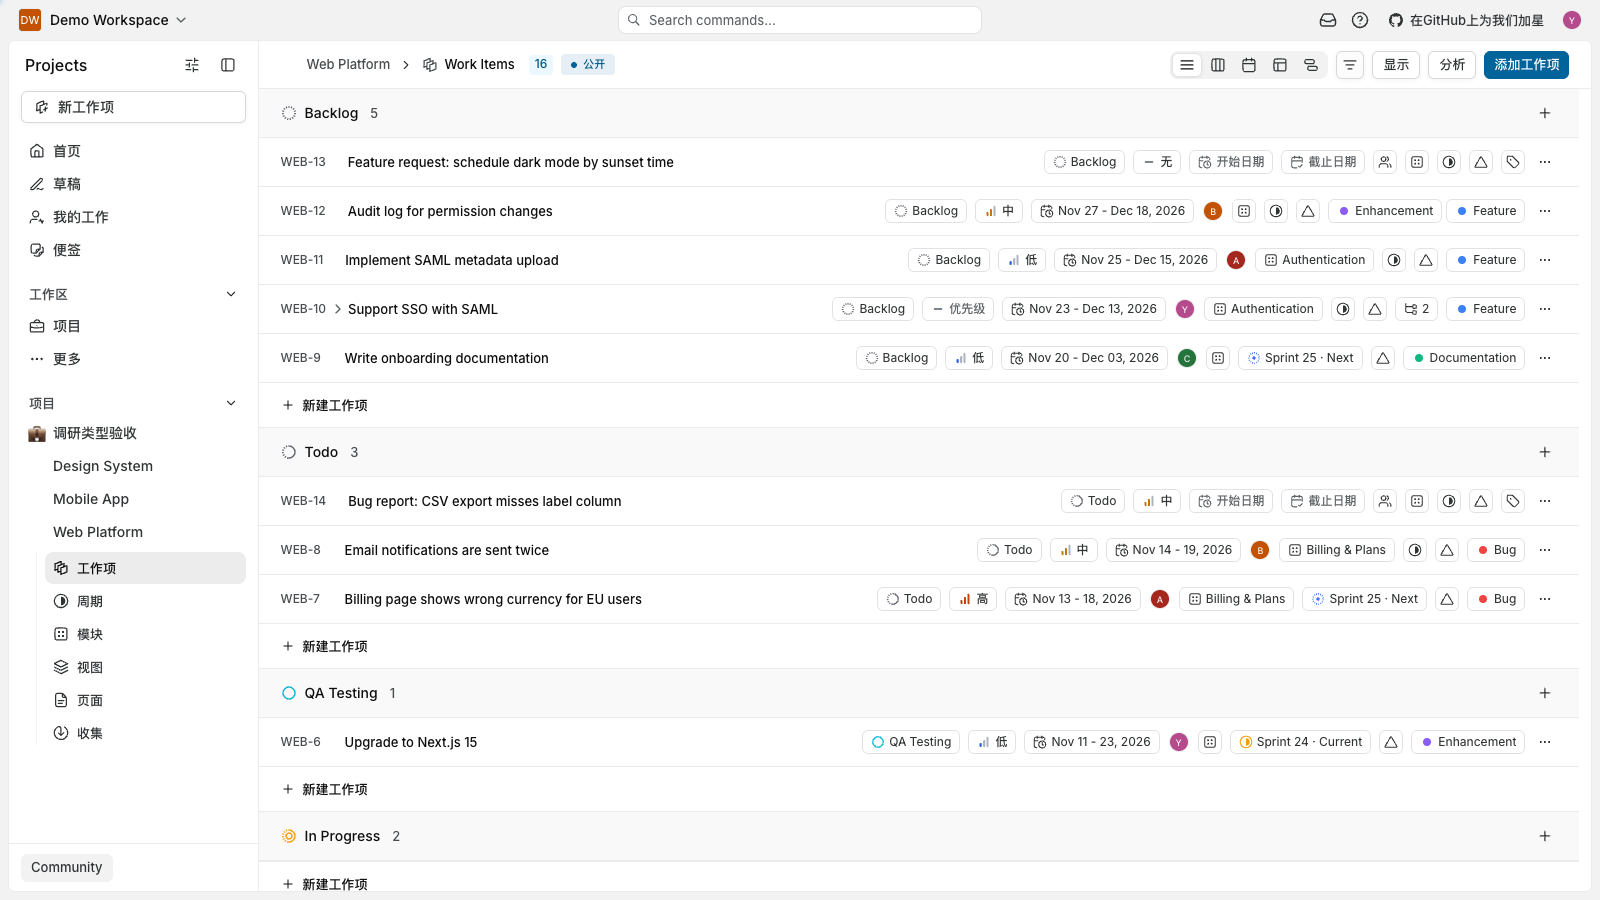 DW Demo Workspace
Search commands...
在GitHub上为我们加星
Y
Projects
新工作项
首页
草稿
我的工作
便签
工作区
项目
更多
项目
调研类型验收
Design System
Mobile App
Web Platform
工作项
周期
模块
视图
页面
收集
Community
Web Platform
Work Items
16
公开
显示
分析
添加工作项
Backlog 5
WEB-13 Feature request: schedule dark mode by sunset time Backlog 无 开始日期 截止日期
WEB-12 Audit log for permission changes Backlog 中 Nov 27 - Dec 18, 2026 B Enhancement Feature
WEB-11 Implement SAML metadata upload Backlog 低 Nov 25 - Dec 15, 2026 A Authentication Feature
WEB-10 Support SSO with SAML Backlog 优先级 Nov 23 - Dec 13, 2026 Y Authentication 2 Feature
WEB-9 Write onboarding documentation Backlog 低 Nov 20 - Dec 03, 2026 C Sprint 25 · Next Documentation
新建工作项
Todo 3
WEB-14 Bug report: CSV export misses label column Todo 中 开始日期 截止日期
WEB-8 Email notifications are sent twice Todo 中 Nov 14 - 19, 2026 B Billing & Plans Bug
WEB-7 Billing page shows wrong currency for EU users Todo 高 Nov 13 - 18, 2026 A Billing & Plans Sprint 25 · Next Bug
新建工作项
QA Testing 1
WEB-6 Upgrade to Next.js 15 QA Testing 低 Nov 11 - 23, 2026 Y Sprint 24 · Current Enhancement
新建工作项
In Progress 2
新建工作项